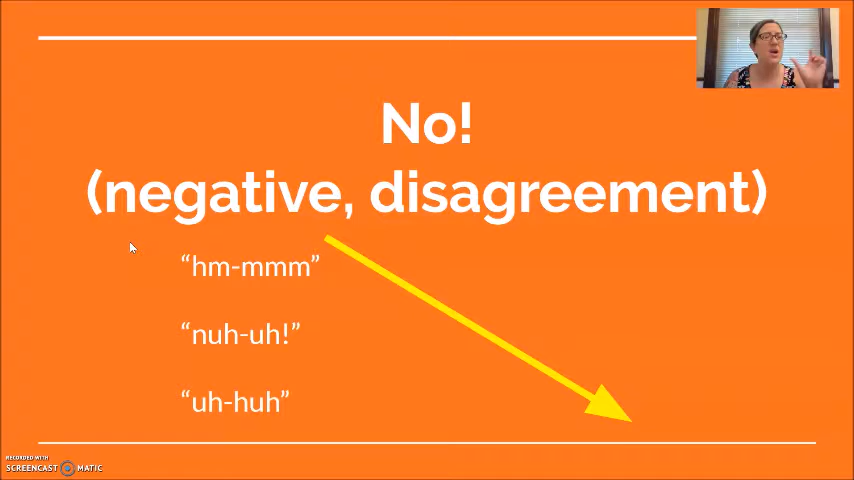 No!
(negative, disagreement)
“hm-mmm”
“nuh-uh!”
“uh-huh”
RECORDED WITH
SCREENCAST MATIC